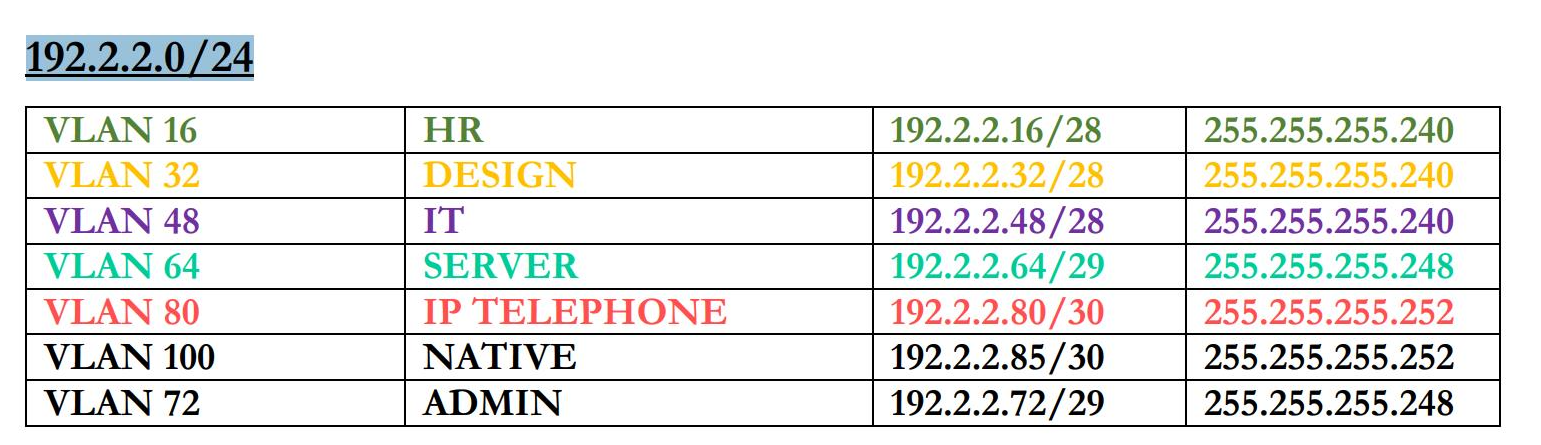 192.2.2.0/24
VLAN 16 HR 192.2.2.16/28 255.255.255.240
VLAN 32 DESIGN 192.2.2.32/28 255.255.255.240
VLAN 48 IT 192.2.2.48/28 255.255.255.240
VLAN 64 SERVER 192.2.2.64/29 255.255.255.248
VLAN 80 IP TELEPHONE 192.2.2.80/30 255.255.255.252
VLAN 100 NATIVE 192.2.2.85/30 255.255.255.252
VLAN 72 ADMIN 192.2.2.72/29 255.255.255.248